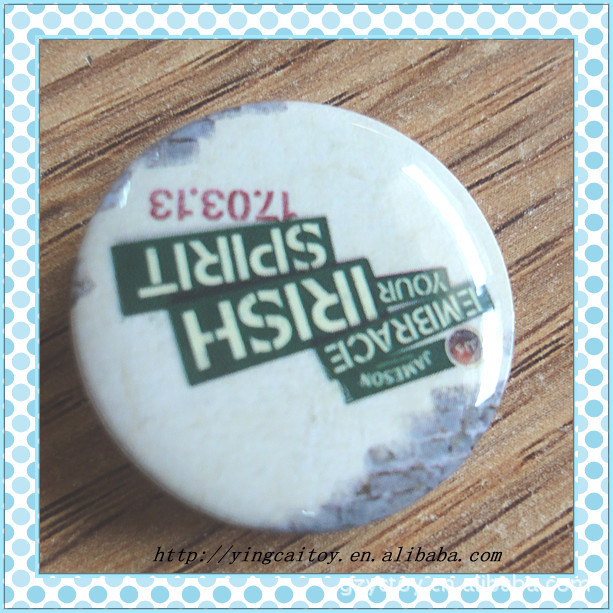 JAMESON
EMBRACE
YOUR
IRISH
SPIRIT
17.03.13
http://yingcaitoy.en.alibaba.com